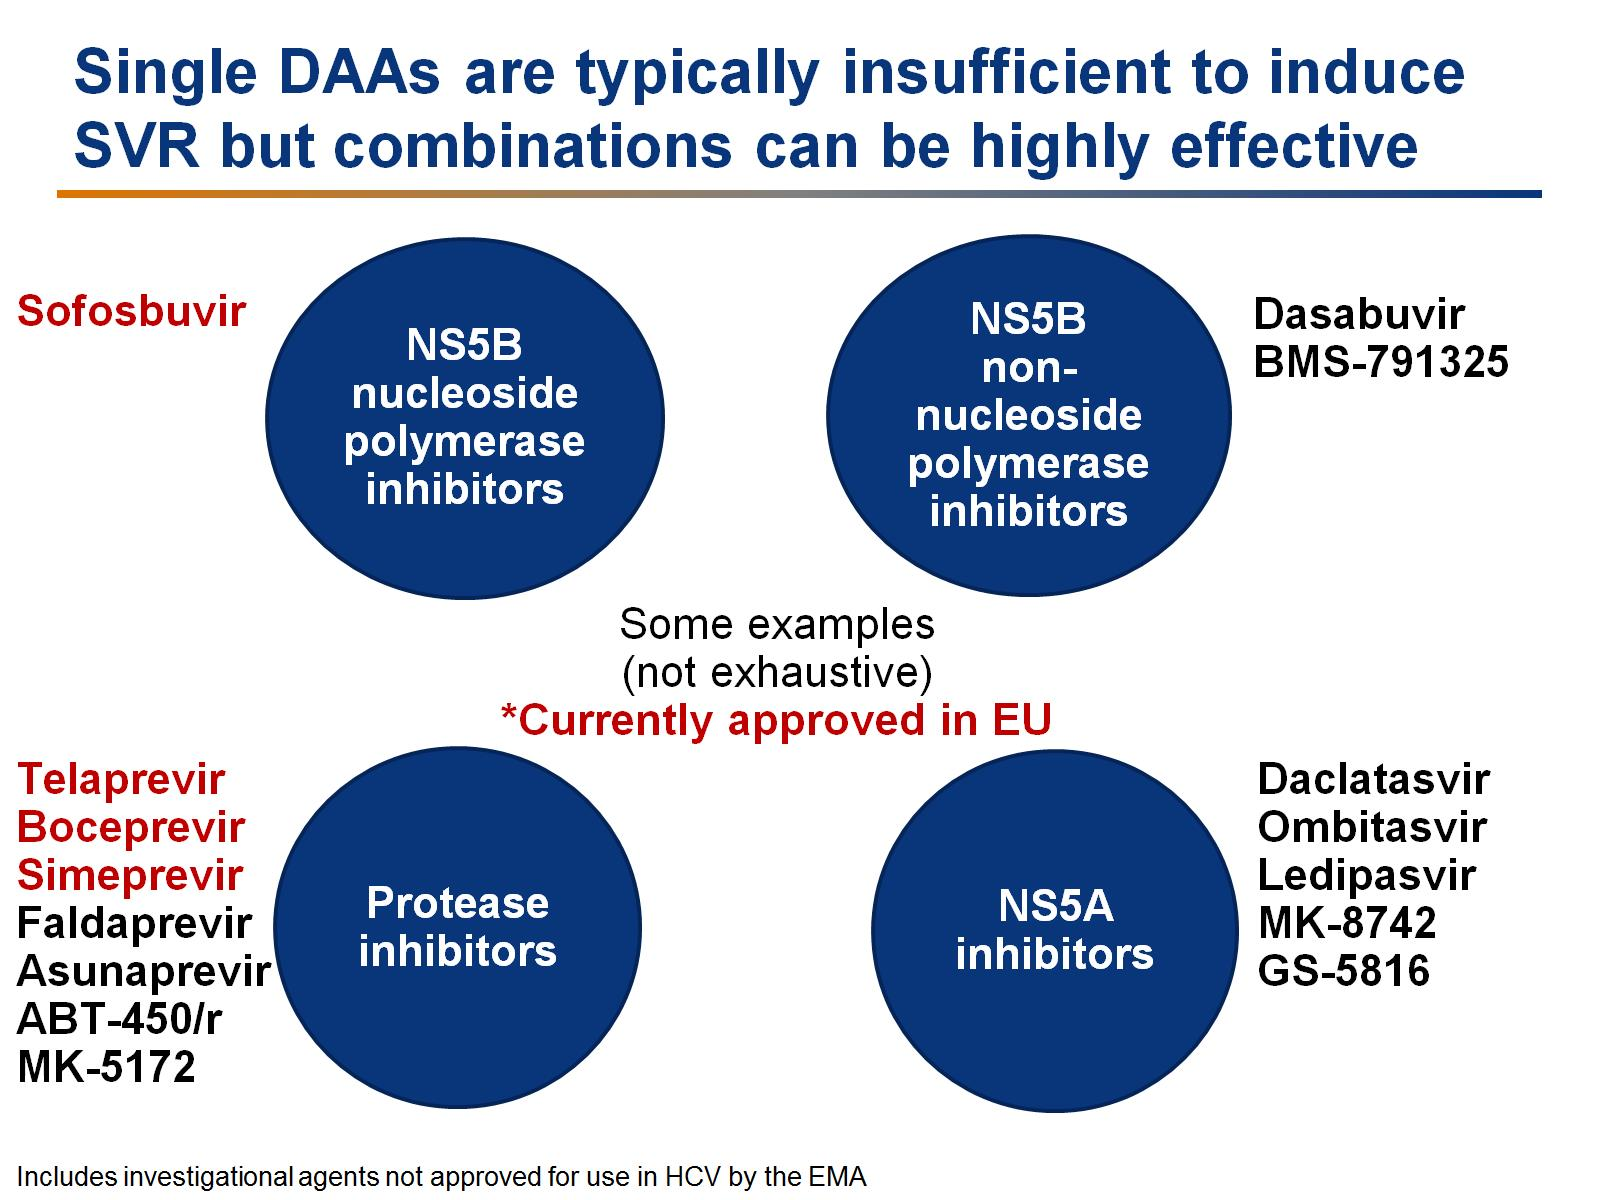 Single DAAs are typically insufficient to induce
SVR but combinations can be highly effective
Sofosbuvir
NS5B
nucleoside
polymerase
inhibitors
NS5B
non-
nucleoside
polymerase
inhibitors
Dasabuvir
BMS-791325
Some examples
(not exhaustive)
*Currently approved in EU
Telaprevir
Boceprevir
Simeprevir
Faldaprevir
Asunaprevir
ABT-450/r
MK-5172
Protease
inhibitors
NS5A
inhibitors
Daclatasvir
Ombitasvir
Ledipasvir
MK-8742
GS-5816
Includes investigational agents not approved for use in HCV by the EMA